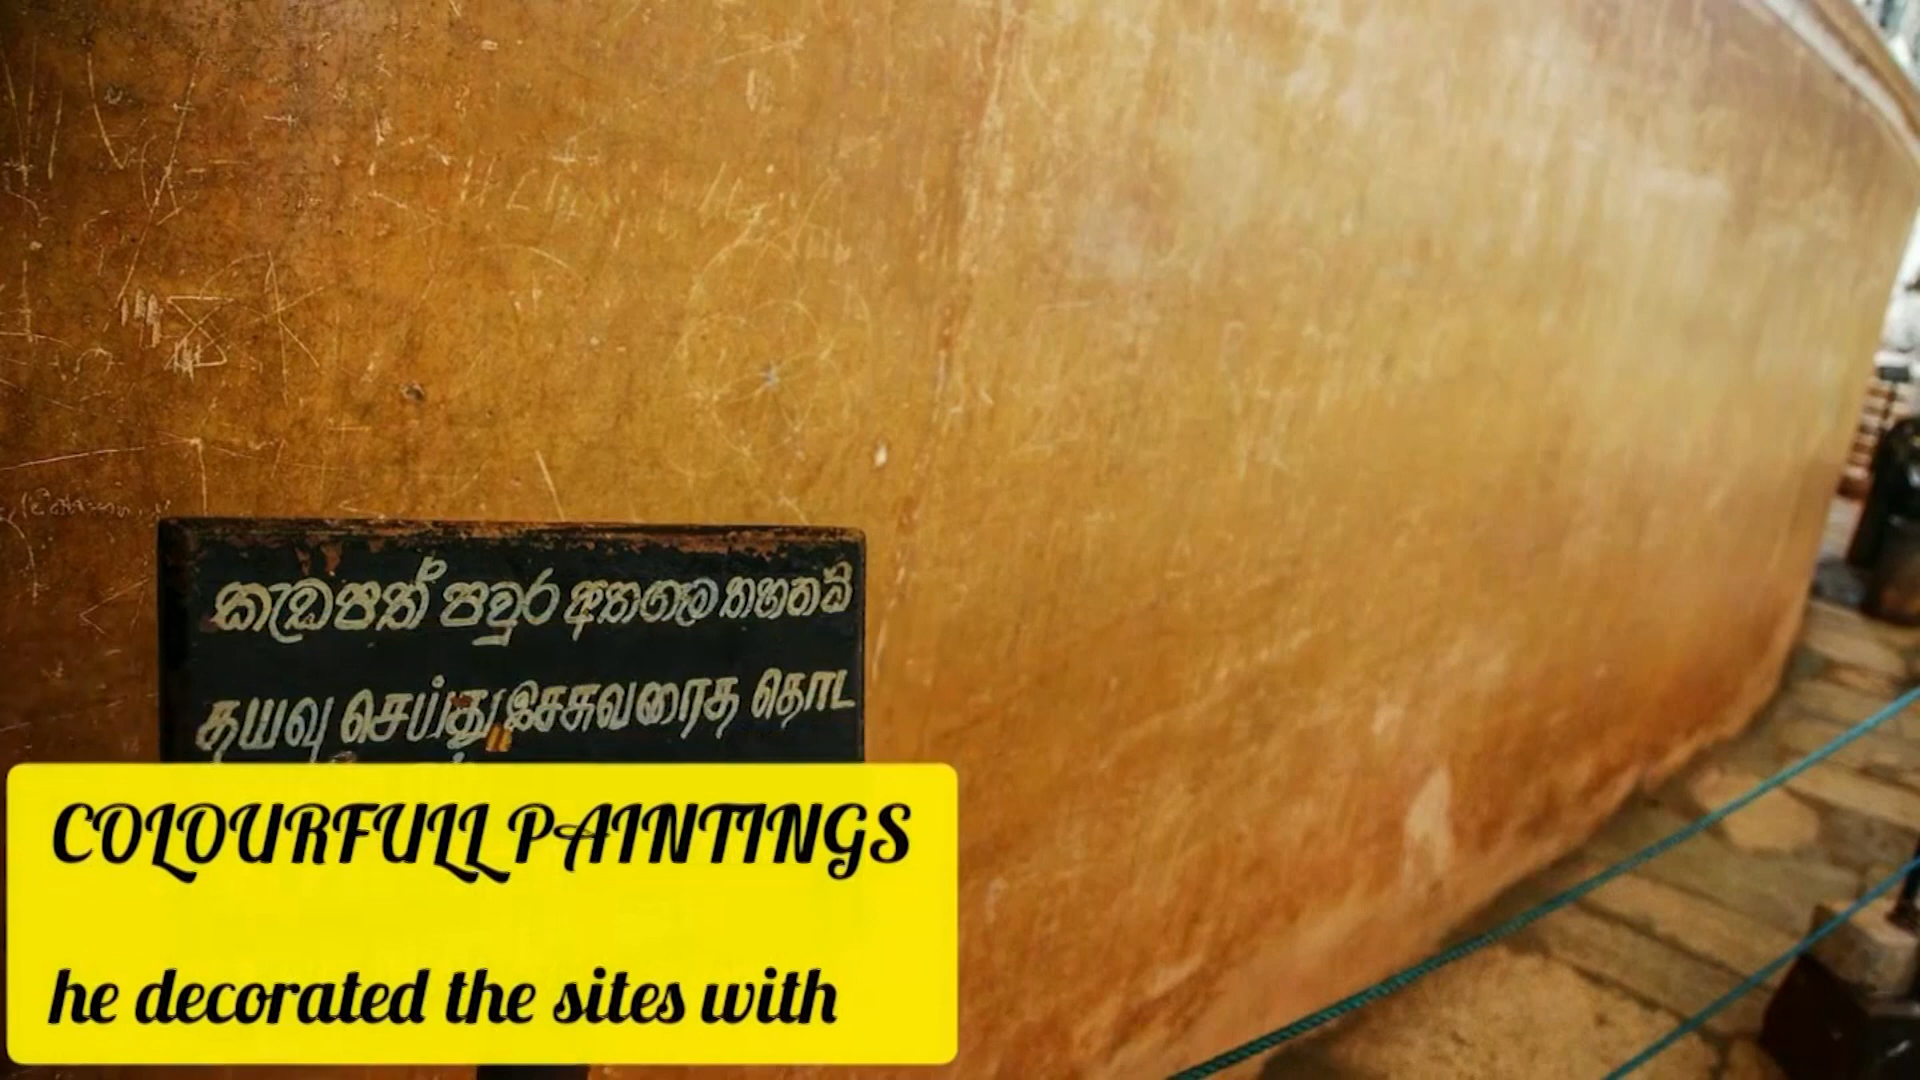 කැඩපත් පවුර අතගෑම තහනම්
தயவு செய்து இச்சுவரைத தொட
COLOURFULL PAINTINGS
he decorated the sites with